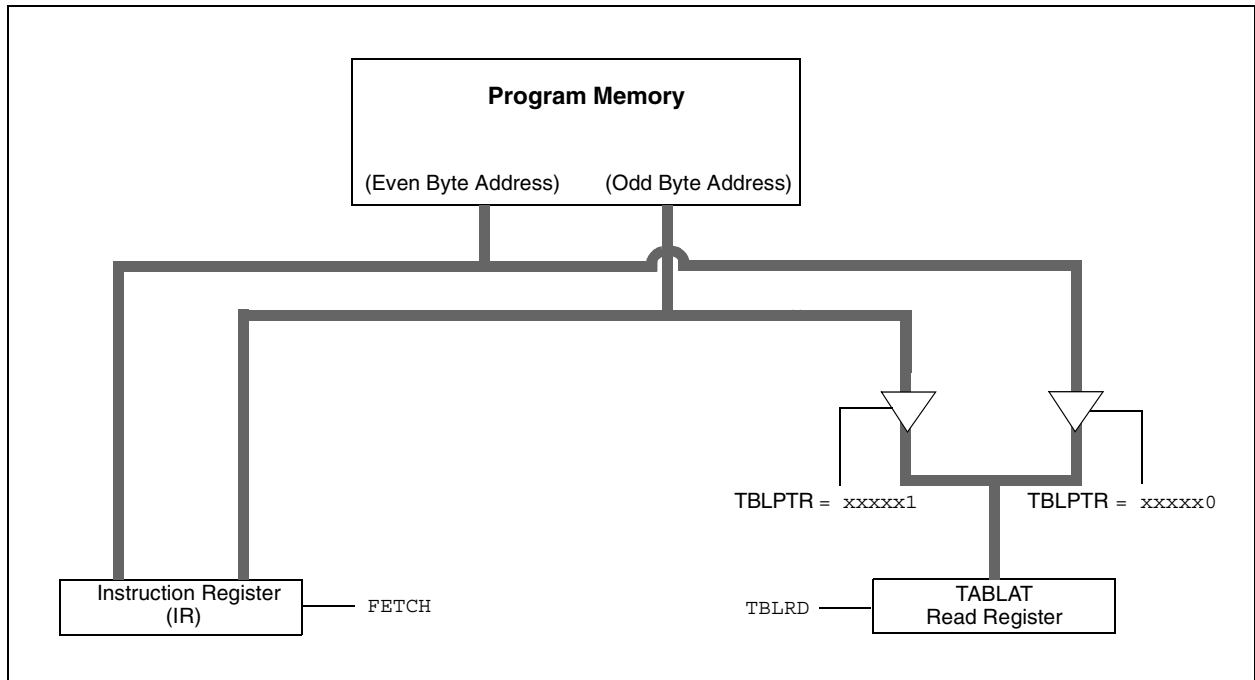 Program Memory
(Even Byte Address) (Odd Byte Address)
TBLPTR = xxxxx1 TBLPTR = xxxxx0
Instruction Register
(IR)
FETCH
TBLRD
TABLAT
Read Register